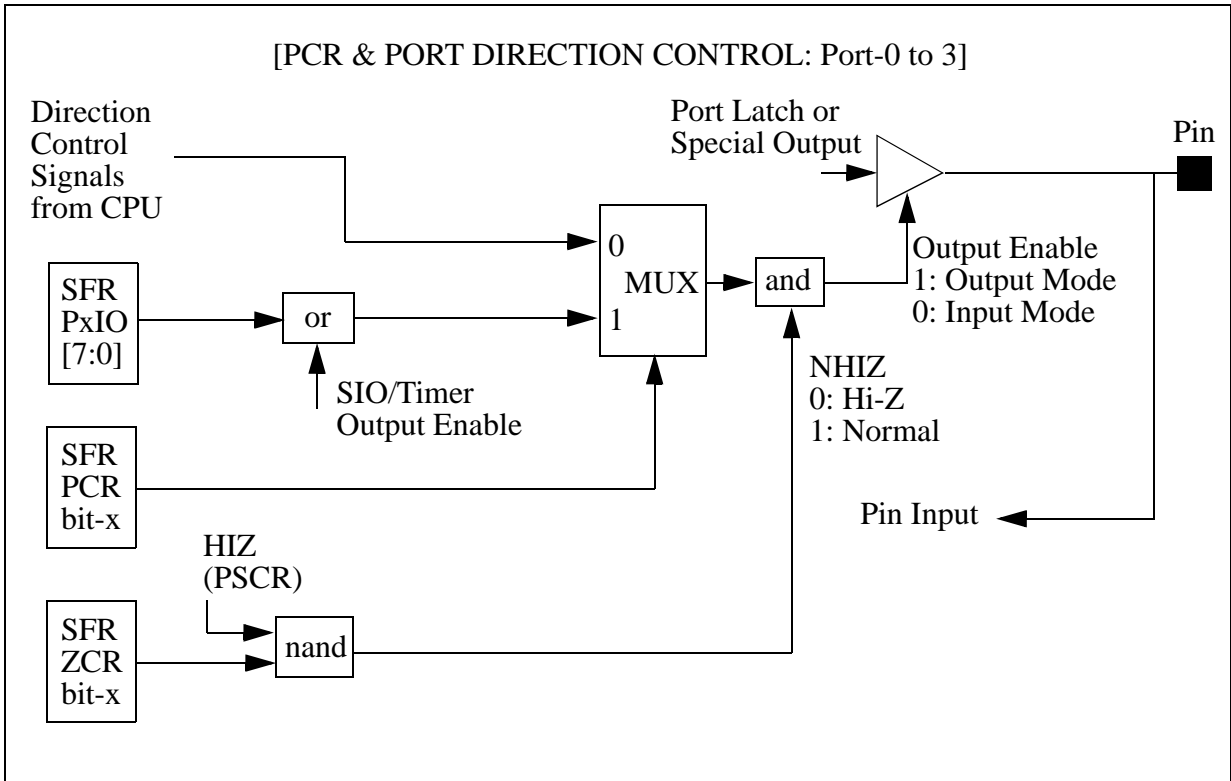 [PCR & PORT DIRECTION CONTROL: Port-0 to 3]
Direction
Control
Signals
from CPU
Port Latch or
Special Output
Pin
SFR
PxIO
[7:0]
or
SIO/Timer
Output Enable
0
MUX
1
and
Output Enable
1: Output Mode
0: Input Mode
NHIZ
0: Hi-Z
1: Normal
SFR
PCR
bit-x
Pin Input
HIZ
(PSCR)
SFR
ZCR
bit-x
nand